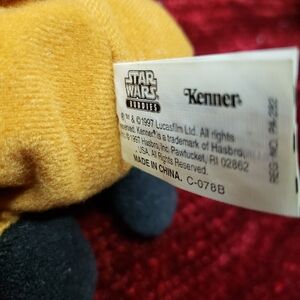 STAR
WARS
BUDDIES
Kenner
® ™ & © 1997 Lucasfilm Ltd. All rights
reserved. Kenner® is a trademark of Hasbro,
® 1997 Hasbro, Inc. Pawtucket, RI 02862
USA. All Rights Reserved.
MADE IN CHINA. C-078B
REG. NO. PA-232